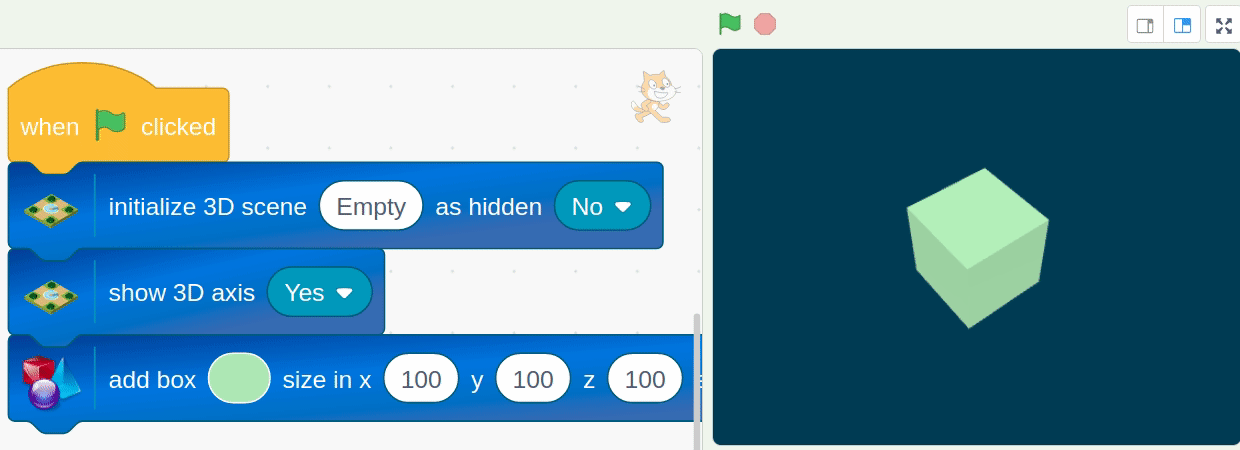 when clicked
initialize 3D scene Empty as hidden No
show 3D axis Yes
add box size in x 100 y 100 z 100